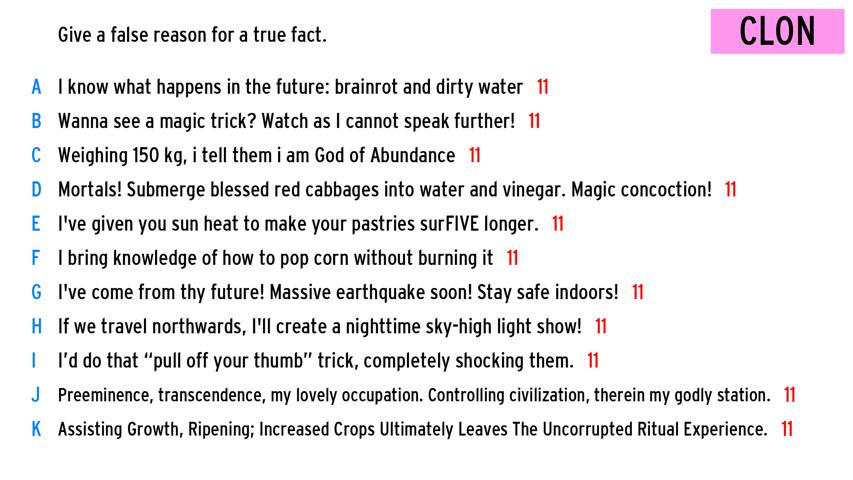 Give a false reason for a true fact.
CLON
A I know what happens in the future: brainrot and dirty water 11
B Wanna see a magic trick? Watch as I cannot speak further! 11
C Weighing 150 kg, i tell them i am God of Abundance 11
D Mortals! Submerge blessed red cabbages into water and vinegar. Magic concoction! 11
E I've given you sun heat to make your pastries surFIVE longer. 11
F I bring knowledge of how to pop corn without burning it 11
G I've come from thy future! Massive earthquake soon! Stay safe indoors! 11
H If we travel northwards, I'll create a nighttime sky-high light show! 11
I I’d do that “pull off your thumb” trick, completely shocking them. 11
J Preeminence, transcendence, my lovely occupation. Controlling civilization, therein my godly station. 11
K Assisting Growth, Ripening; Increased Crops Ultimately Leaves The Uncorrupted Ritual Experience. 11